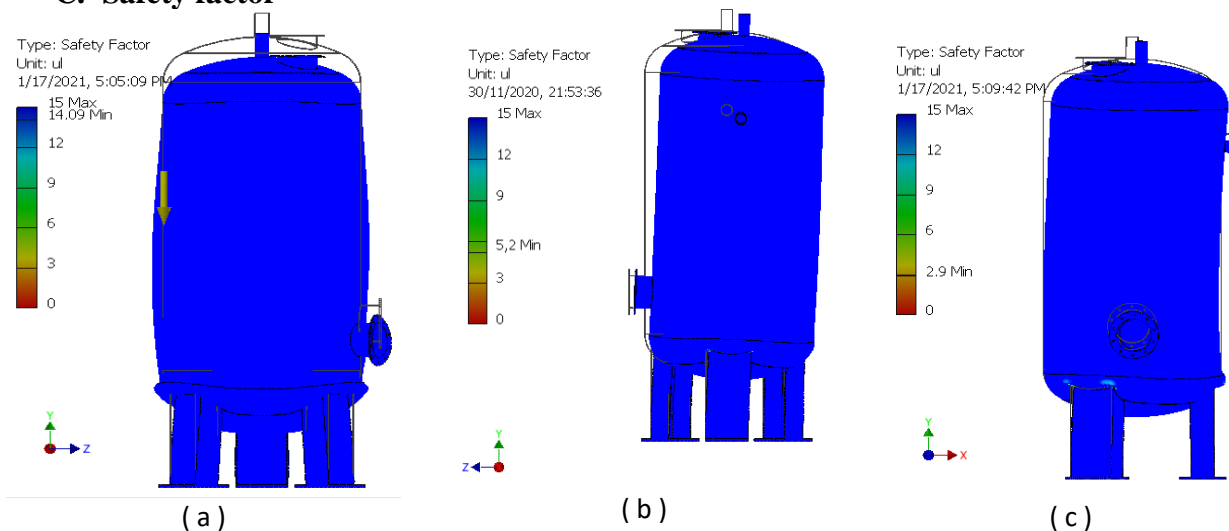 C. Safety factor
Type: Safety Factor
Unit: ul
1/17/2021, 5:05:09 PM
15 Max
14.09 Min
12
9
6
3
0
Y
Z
( a )
Type: Safety Factor
Unit: ul
30/11/2020, 21:53:36
15 Max
12
9
5,2 Min
3
0
Y
Z
( b )
Type: Safety Factor
Unit: ul
1/17/2021, 5:09:42 PM
15 Max
12
9
6
2.9 Min
0
Y
X
( c )